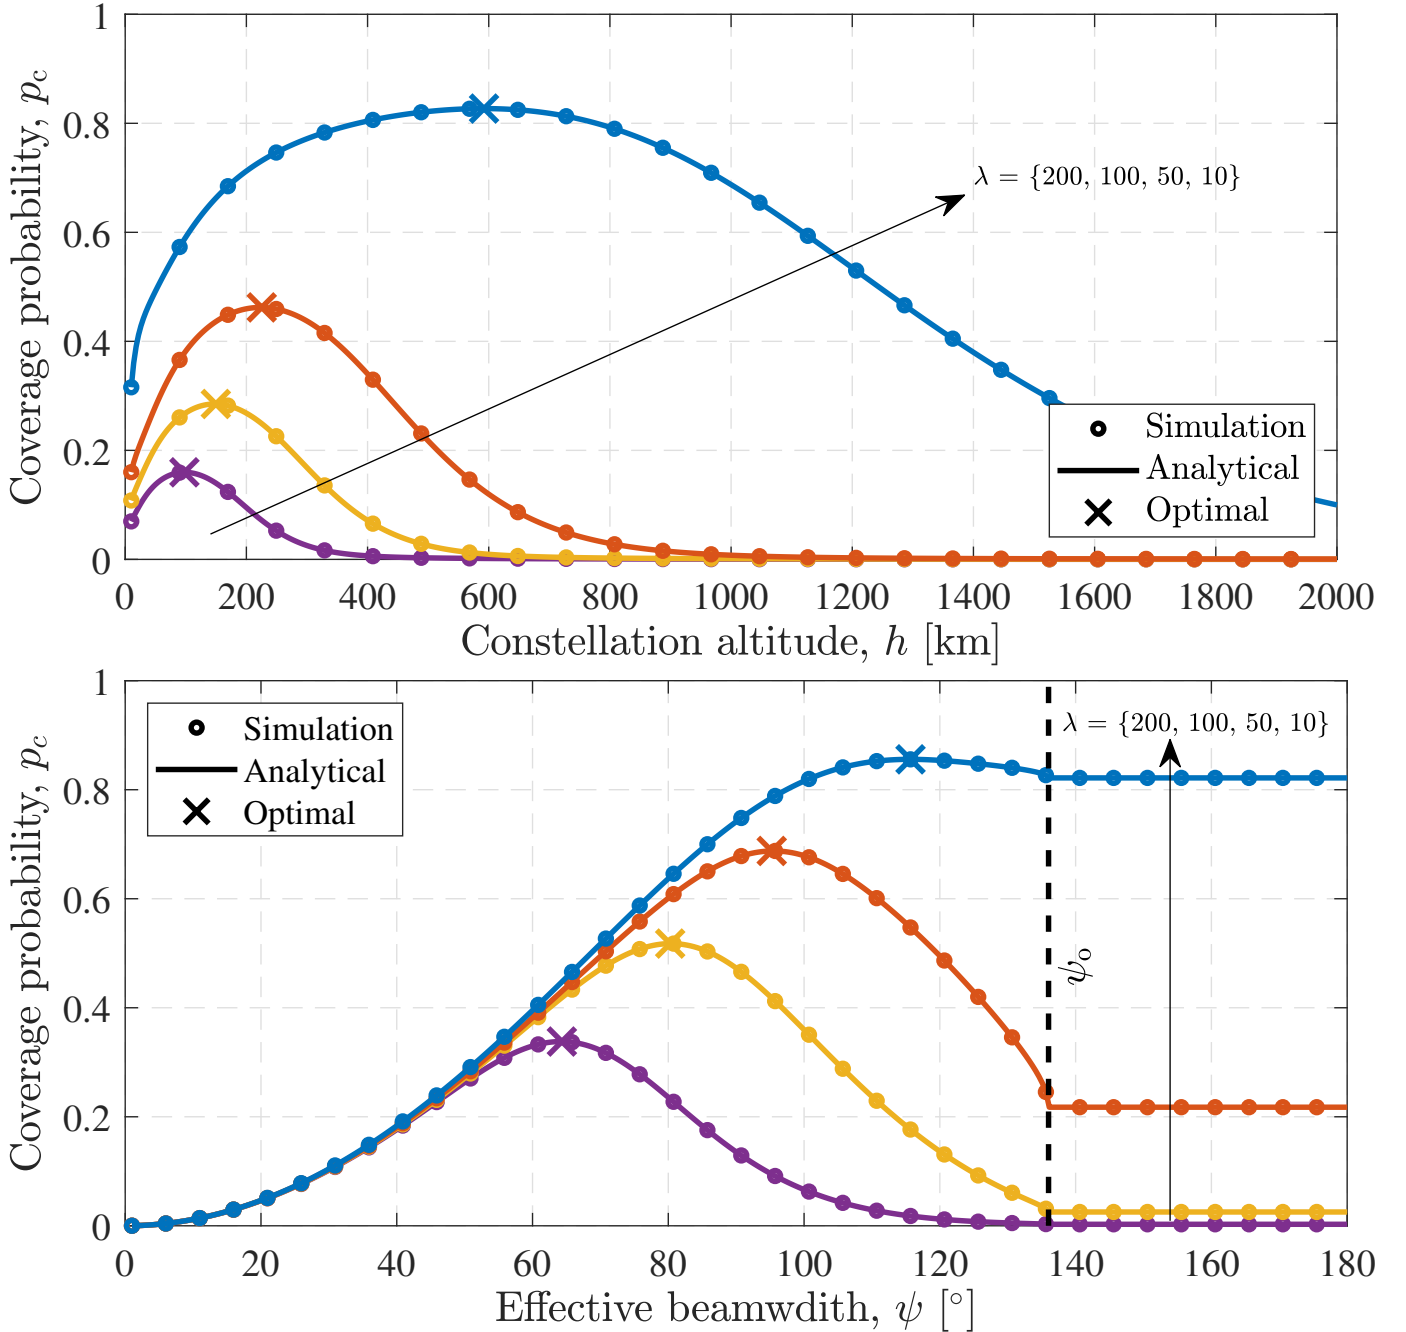 1
0.8
0.6
0.4
0.2
0
Coverage probability, p_c
λ = {200, 100, 50, 10}
Simulation
Analytical
Optimal
0 200 400 600 800 1000 1200 1400 1600 1800 2000
Constellation altitude, h [km]
1
0.8
0.6
0.4
0.2
0
Coverage probability, p_c
Simulation
Analytical
Optimal
λ = {200, 100, 50, 10}
ψ_o
0 20 40 60 80 100 120 140 160 180
Effective beamwdith, ψ [°]